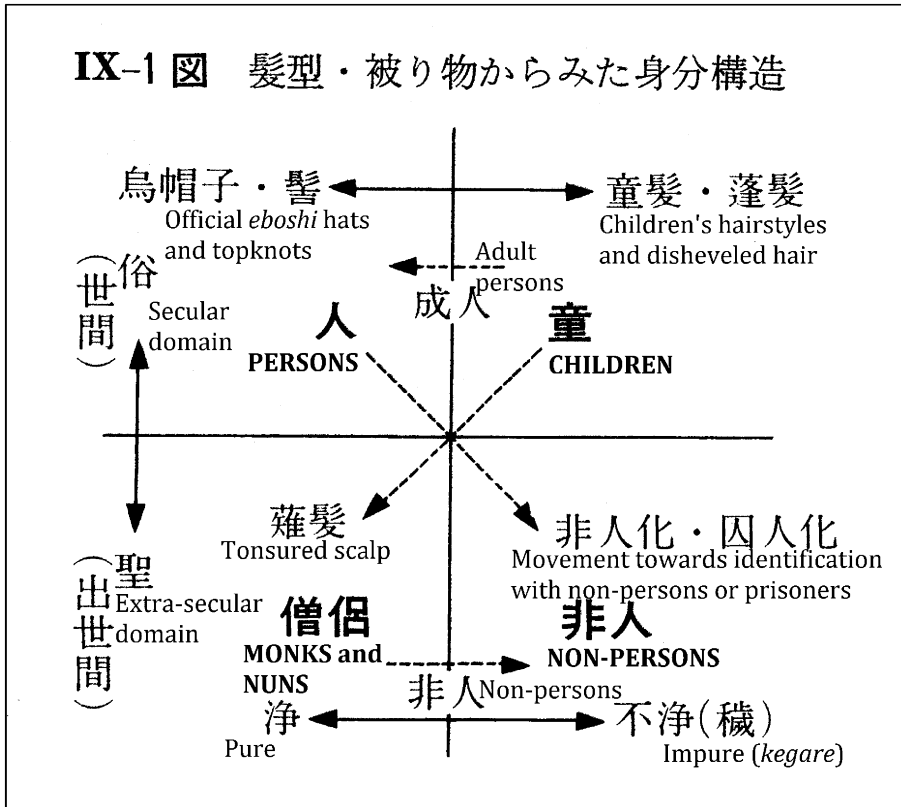 IX-1図 髪型・被り物からみた身分構造
烏帽子・髻
Official eboshi hats
and topknots
童髪・蓬髪
Children's hairstyles
and disheveled hair
Adult
persons
成人
俗
(世間)
Secular
domain
人
PERSONS
童
CHILDREN
薙髪
Tonsured scalp
非人化・囚人化
Movement towards identification
with non-persons or prisoners
聖
(出世間)
Extra-secular
domain
僧侶
MONKS and
NUNS
非人
NON-PERSONS
非人 Non-persons
浄
Pure
不浄(穢)
Impure (kegare)